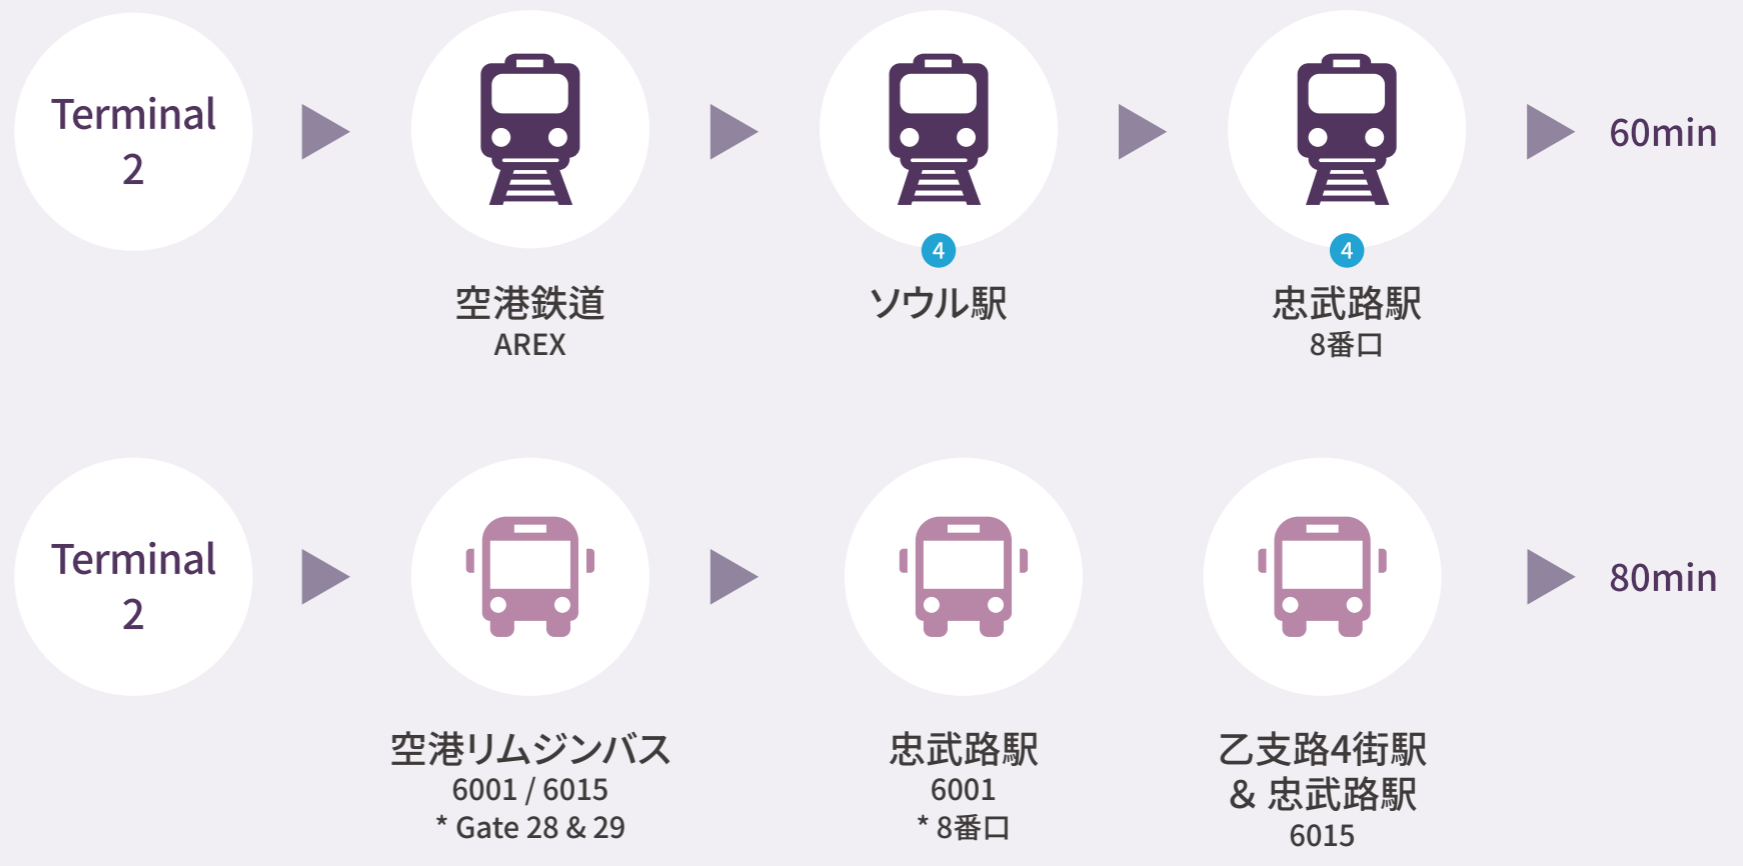 Terminal
2
60min
4
4
空港鉄道
AREX
ソウル駅
忠武路駅
8番口
Terminal
2
80min
空港リムジンバス
6001 / 6015
* Gate 28 & 29
忠武路駅
6001
* 8番口
乙支路4街駅
& 忠武路駅
6015